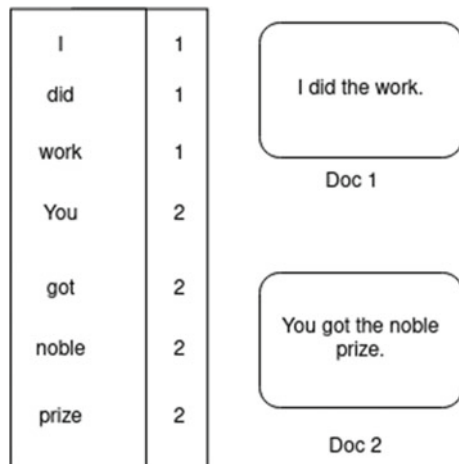 I 1
did 1
work 1
You 2
got 2
noble 2
prize 2
I did the work.
Doc 1
You got the noble
prize.
Doc 2